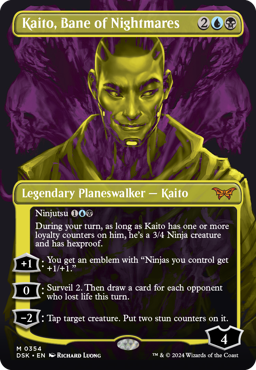 Kaito, Bane of Nightmares 2
Legendary Planeswalker — Kaito
Ninjutsu 1
During your turn, as long as Kaito has one or
more loyalty counters on him, he's a 3/4 Ninja creature
and has hexproof.
+1: You get an emblem with “Ninjas you control get
+1/+1.”
0: Surveil 2. Then draw a card for each opponent
who lost life this turn.
−2: Tap target creature. Put two stun counters on it.
4
M 0354
DSK • EN RICHARD LUONG ™ & © 2024 Wizards of the Coast